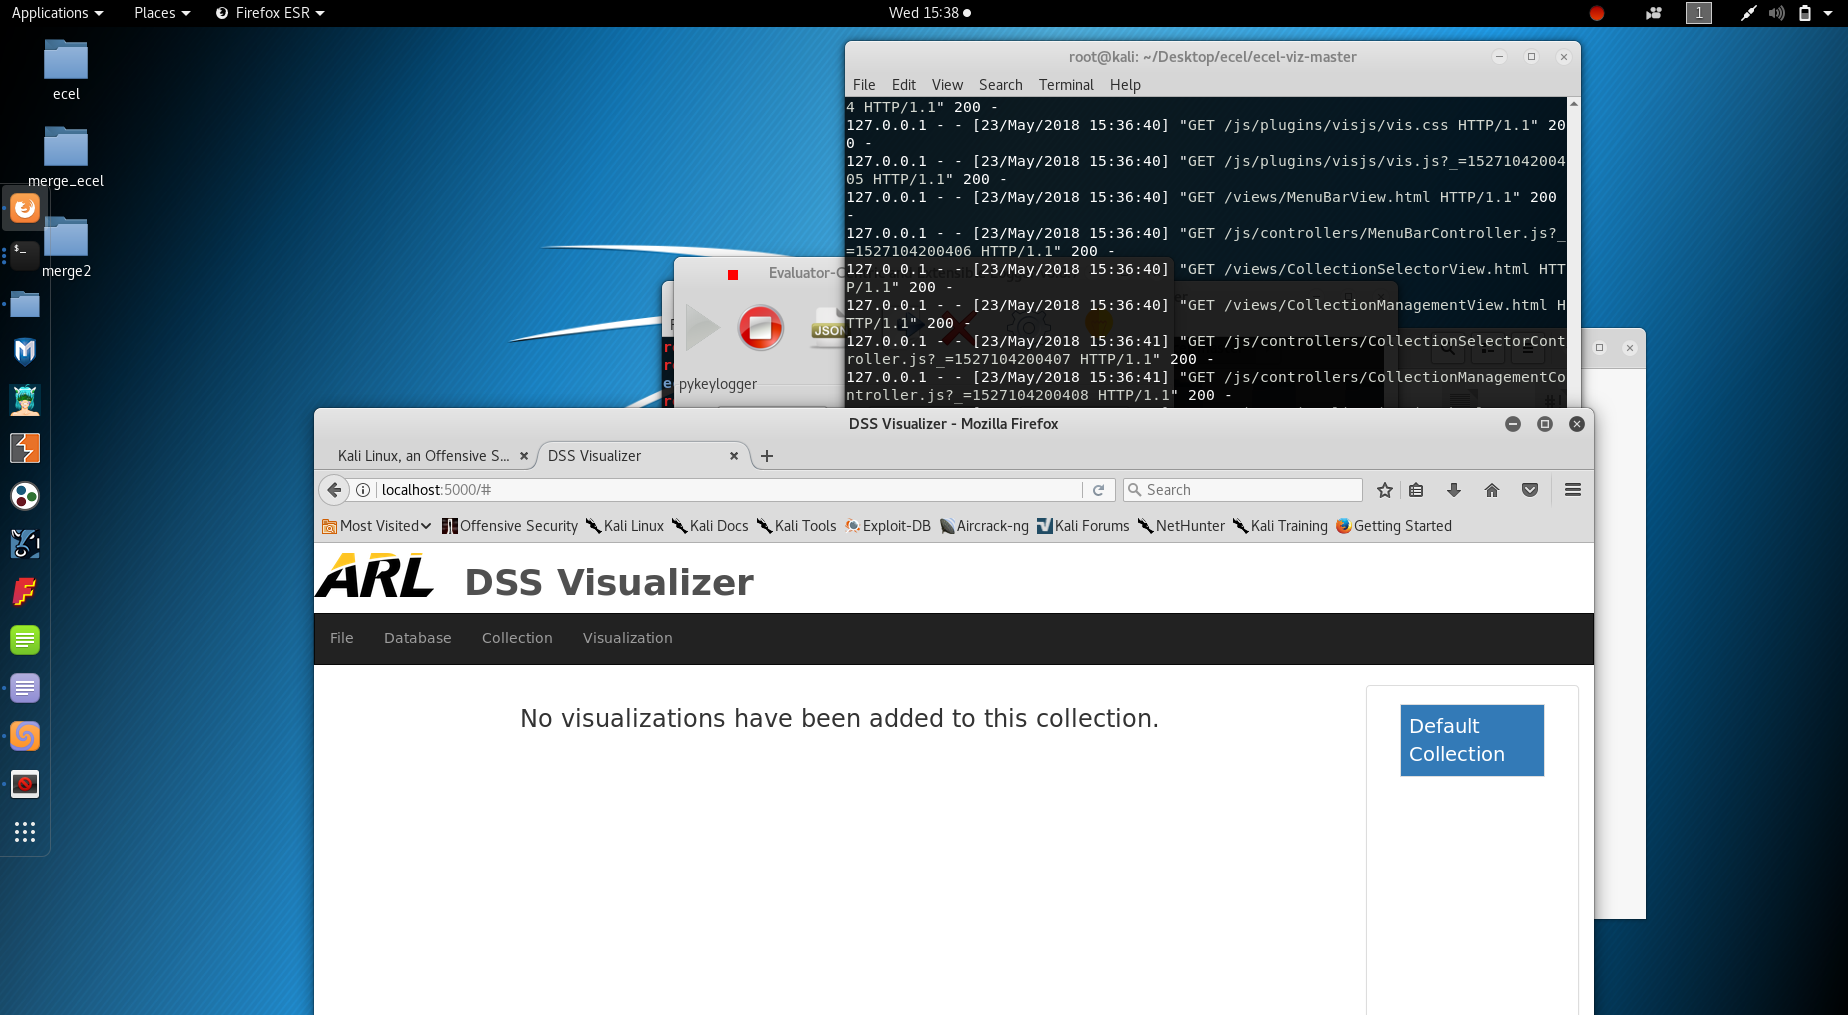 Applications Places Firefox ESR Wed 15:38 1
ecel
merge_ecel
merge2
root@kali: ~/Desktop/ecel/ecel-viz-master
File Edit View Search Terminal Help
4 HTTP/1.1" 200 -
127.0.0.1 - - [23/May/2018 15:36:40] "GET /js/plugins/visjs/vis.css HTTP/1.1" 20
0 -
127.0.0.1 - - [23/May/2018 15:36:40] "GET /js/plugins/visjs/vis.js?_=15271042004
05 HTTP/1.1" 200 -
127.0.0.1 - - [23/May/2018 15:36:40] "GET /views/MenuBarView.html HTTP/1.1" 200
-
127.0.0.1 - - [23/May/2018 15:36:40] "GET /js/controllers/MenuBarController.js?_
=1527104200406 HTTP/1.1" 200 -
127.0.0.1 - - [23/May/2018 15:36:40] "GET /views/CollectionSelectorView.html HTT
P/1.1" 200 -
127.0.0.1 - - [23/May/2018 15:36:40] "GET /views/CollectionManagementView.html H
TTP/1.1" 200 -
127.0.0.1 - - [23/May/2018 15:36:41] "GET /js/controllers/CollectionSelectorCont
roller.js?_=1527104200407 HTTP/1.1" 200 -
127.0.0.1 - - [23/May/2018 15:36:41] "GET /js/controllers/CollectionManagementCo
ntroller.js?_=1527104200408 HTTP/1.1" 200 -
JSON
pykeylogger
DSS Visualizer - Mozilla Firefox
Kali Linux, an Offensive S... DSS Visualizer
localhost:5000/# Search
Most Visited Offensive Security Kali Linux Kali Docs Kali Tools Exploit-DB Aircrack-ng Kali Forums NetHunter Kali Training Getting Started
ARL DSS Visualizer
File Database Collection Visualization
No visualizations have been added to this collection.
Default
Collection